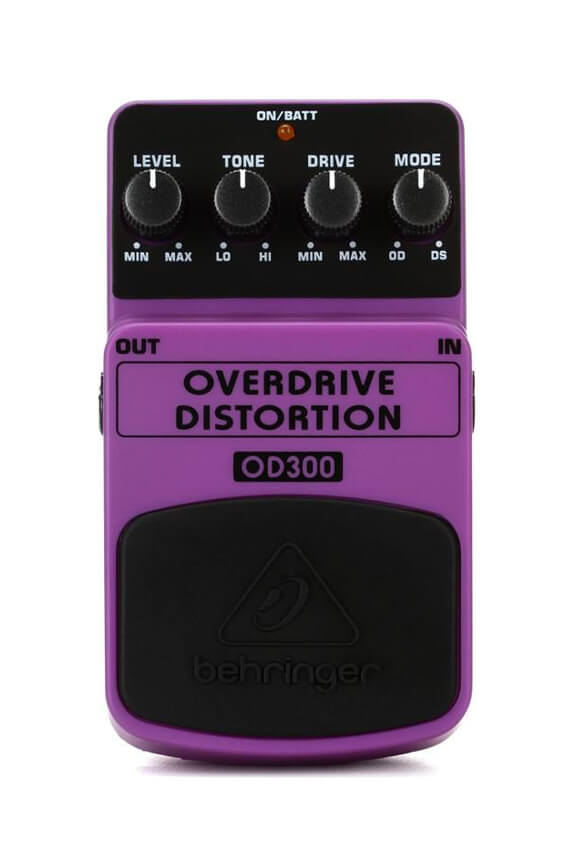 ON/BATT
LEVEL TONE DRIVE MODE
MIN MAX LO HI MIN MAX OD DS
OUT IN
OVERDRIVE
DISTORTION
OD300
behringer